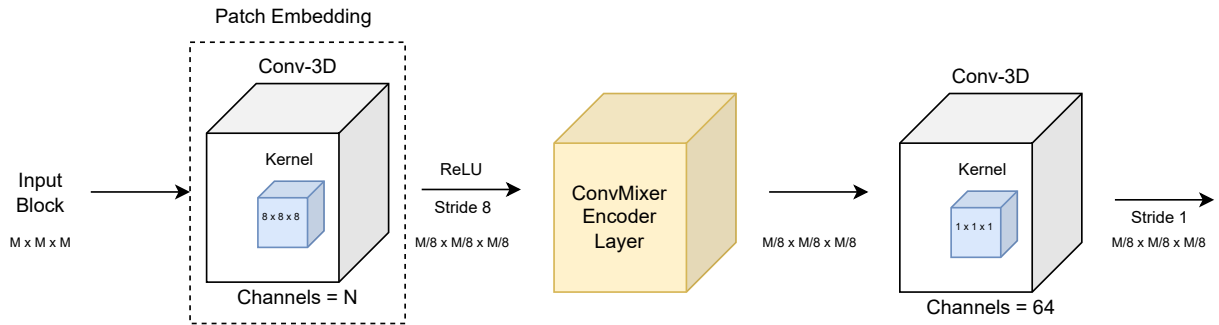 Patch Embedding
Conv-3D
Kernel
8 x 8 x 8
Channels = N
Input
Block
M x M x M
ReLU
Stride 8
M/8 x M/8 x M/8
ConvMixer
Encoder
Layer
M/8 x M/8 x M/8
Conv-3D
Kernel
1 x 1 x 1
Channels = 64
Stride 1
M/8 x M/8 x M/8